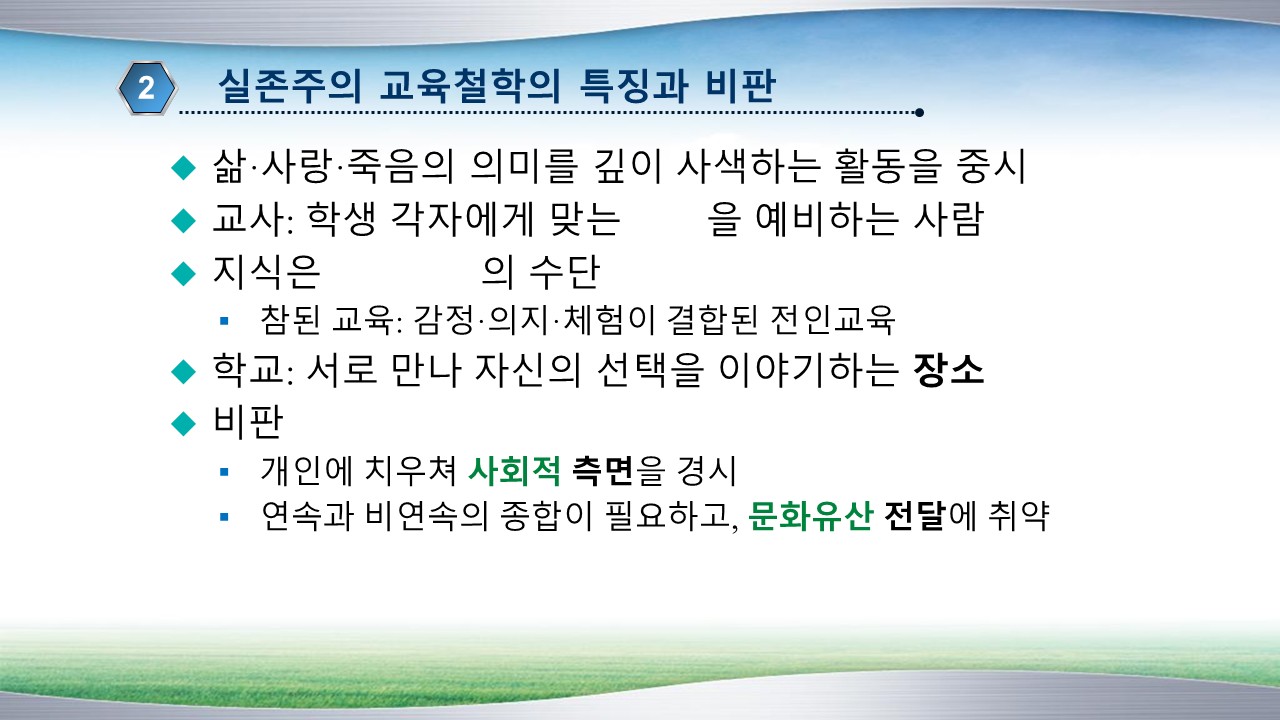 2
실존주의 교육철학의 특징과 비판
삶·사랑·죽음의 의미를 깊이 사색하는 활동을 중시
교사: 학생 각자에게 맞는 을 예비하는 사람
지식은 의 수단
참된 교육: 감정·의지·체험이 결합된 전인교육
학교: 서로 만나 자신의 선택을 이야기하는 장소
비판
개인에 치우쳐 사회적 측면을 경시
연속과 비연속의 종합이 필요하고, 문화유산 전달에 취약